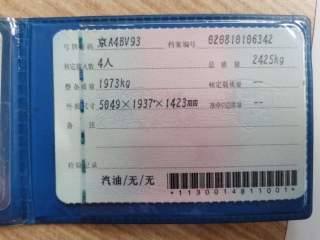 号牌号码 京A4BV93 档案编号 020810106342
核定载人数 4人 总质量 2425kg
整备质量 1973kg 核定载质量 --
外廓尺寸 5049×1937×1423mm 准牵引总质量 --
备注
检验记录
汽油/无/无
*1130014811001*